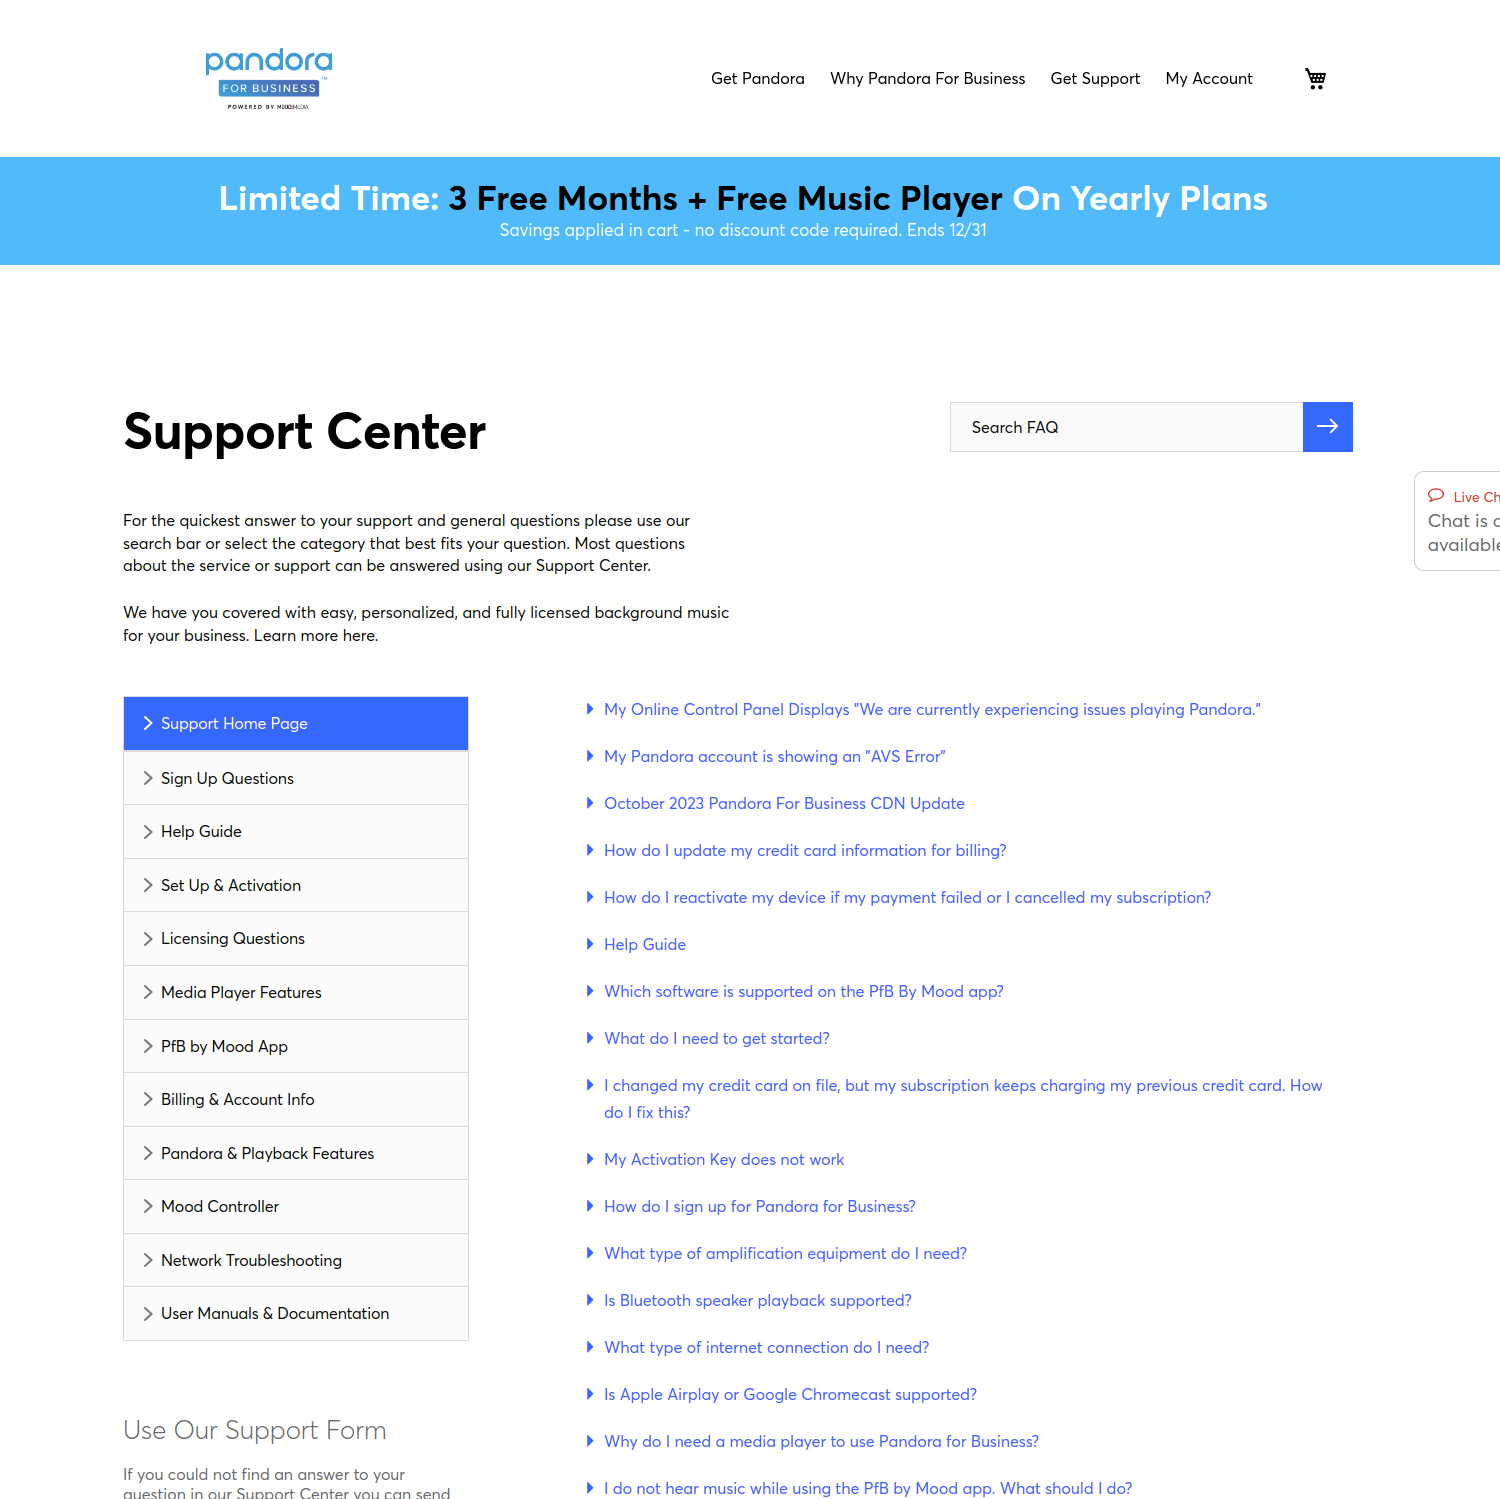 pandora
FOR BUSINESS
POWERED BY MOOD:MEDIA
Get Pandora
Why Pandora For Business
Get Support
My Account
Limited Time: 3 Free Months + Free Music Player On Yearly Plans
Savings applied in cart - no discount code required. Ends 12/31
Support Center
Search FAQ
Live Ch
Chat is
available
For the quickest answer to your support and general questions please use our
search bar or select the category that best fits your question. Most questions
about the service or support can be answered using our Support Center.
We have you covered with easy, personalized, and fully licensed background music
for your business. Learn more here.
Support Home Page
Sign Up Questions
Help Guide
Set Up & Activation
Licensing Questions
Media Player Features
PfB by Mood App
Billing & Account Info
Pandora & Playback Features
Mood Controller
Network Troubleshooting
User Manuals & Documentation
Use Our Support Form
If you could not find an answer to your
question in our Support Center you can send
My Online Control Panel Displays "We are currently experiencing issues playing Pandora."
My Pandora account is showing an "AVS Error"
October 2023 Pandora For Business CDN Update
How do I update my credit card information for billing?
How do I reactivate my device if my payment failed or I cancelled my subscription?
Help Guide
Which software is supported on the PfB By Mood app?
What do I need to get started?
I changed my credit card on file, but my subscription keeps charging my previous credit card. How
do I fix this?
My Activation Key does not work
How do I sign up for Pandora for Business?
What type of amplification equipment do I need?
Is Bluetooth speaker playback supported?
What type of internet connection do I need?
Is Apple Airplay or Google Chromecast supported?
Why do I need a media player to use Pandora for Business?
I do not hear music while using the PfB by Mood app. What should I do?